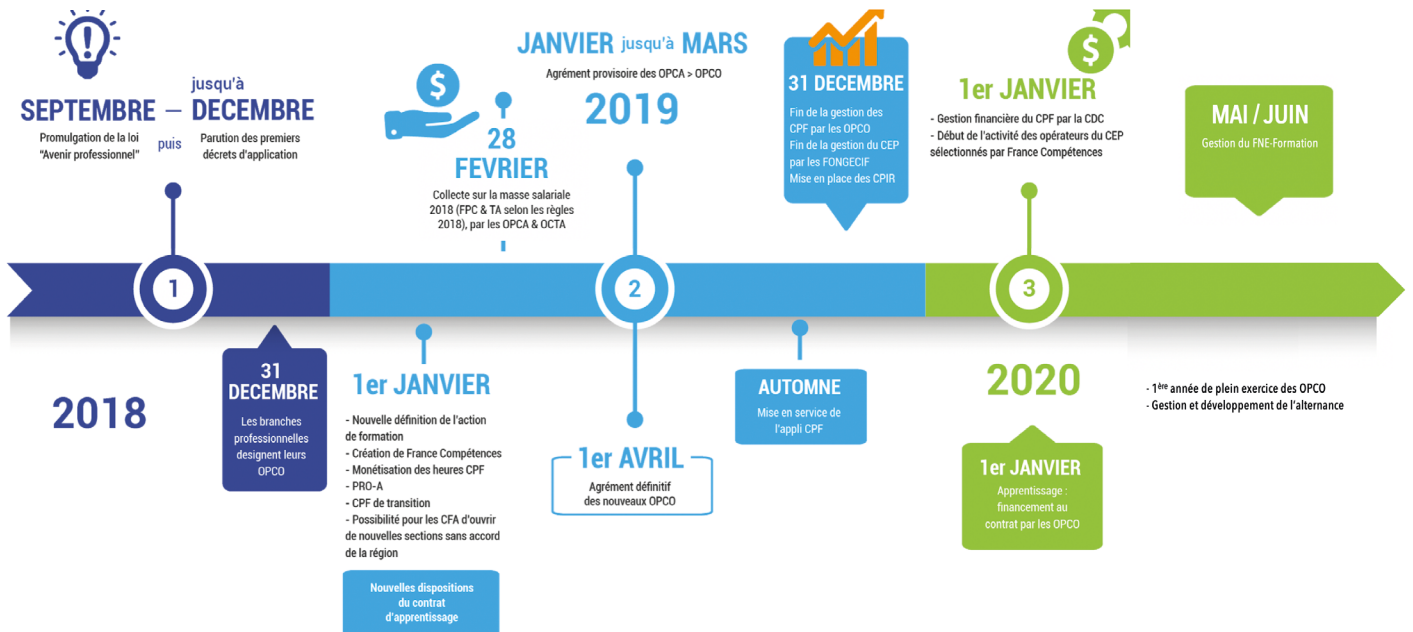 jusqu'à
SEPTEMBRE — DECEMBRE
Promulgation de la loi
"Avenir professionnel"
puis
Parution des premiers
décrets d'application
1
31
DECEMBRE
Les branches
professionnelles
designent leurs
OPCO
2018
$
28
FEVRIER
Collecte sur la masse salariale
2018 (FPC & TA selon les règles
2018), par les OPCA & OCTA
1er JANVIER
- Nouvelle définition de l'action
de formation
- Création de France Compétences
- Monétisation des heures CPF
- PRO-A
- CPF de transition
- Possibilité pour les CFA d'ouvrir
de nouvelles sections sans accord
de la région
Nouvelles dispositions
du contrat
d'apprentissage
JANVIER jusqu'à MARS
Agrément provisoire des OPCA > OPCO
2019
2
1er AVRIL
Agrément définitif
des nouveaux OPCO
31 DECEMBRE
Fin de la gestion des
CPF par les OPCO
Fin de la gestion du CEP
par les FONGECIF
Mise en place des CPIR
AUTOMNE
Mise en service de
l'appli CPF
$
1er JANVIER
- Gestion financière du CPF par la CDC
- Début de l'activité des opérateurs du CEP
sélectionnés par France Compétences
3
2020
1er JANVIER
Apprentissage :
financement au
contrat par les OPCO
MAI / JUIN
Gestion du FNE-Formation
- 1ère année de plein exercice des OPCO
- Gestion et développement de l'alternance